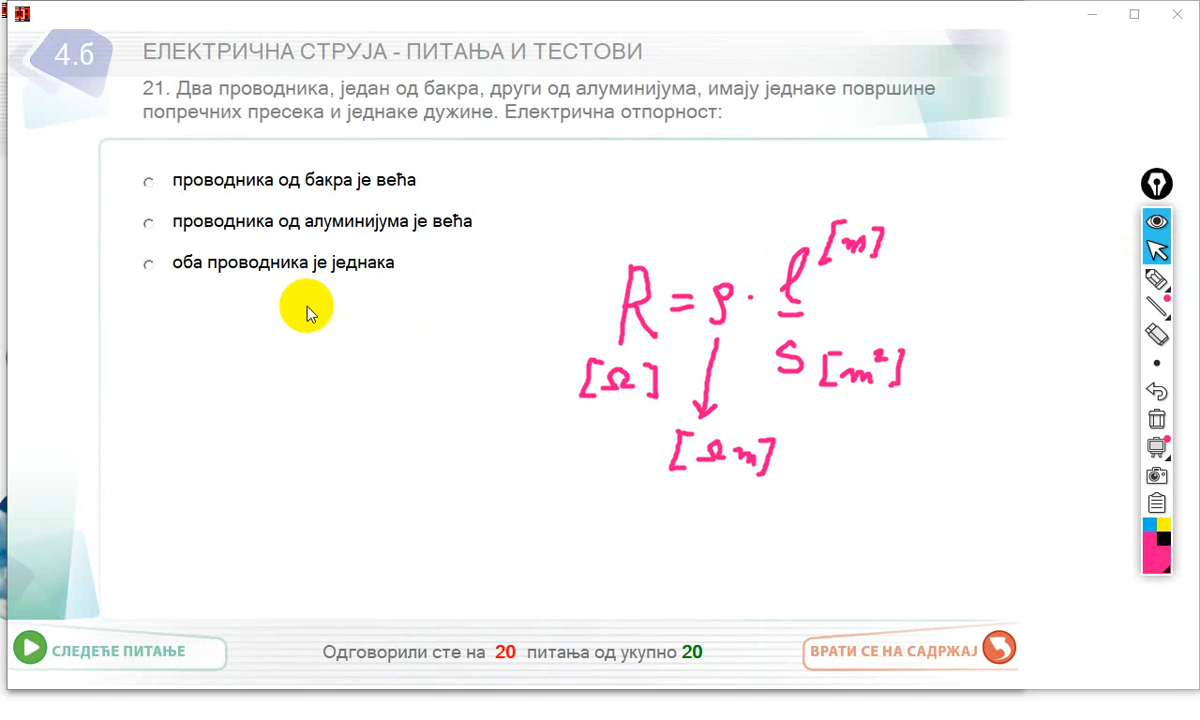 4.б
ЕЛЕКТРИЧНА СТРУЈА - ПИТАЊА И ТЕСТОВИ
21. Два проводника, један од бакра, други од алуминијума, имају једнаке површине
попречних пресека и једнаке дужине. Електрична отпорност:
проводника од бакра је већа
проводника од алуминијума је већа
оба проводника је једнака
R = ρ · l [m]
S [m²]
[Ω]
[Ωm]
СЛЕДЕЋЕ ПИТАЊЕ
Одговорили сте на 20 питања од укупно 20
ВРАТИ СЕ НА САДРЖАЈ